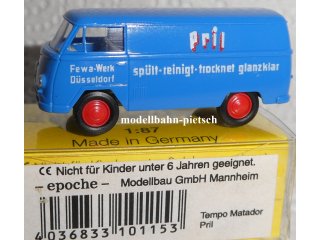 Pril
Fewa-Werk
Düsseldorf
spült-reinigt-trocknet glanzklar
modellbahn-pietsch
1:87
Made in Germany
CE Nicht für Kinder unter 6 Jahren geeignet.
- epoche - Modellbau GmbH Mannheim
Tempo Matador
Pril
4 036833 101153